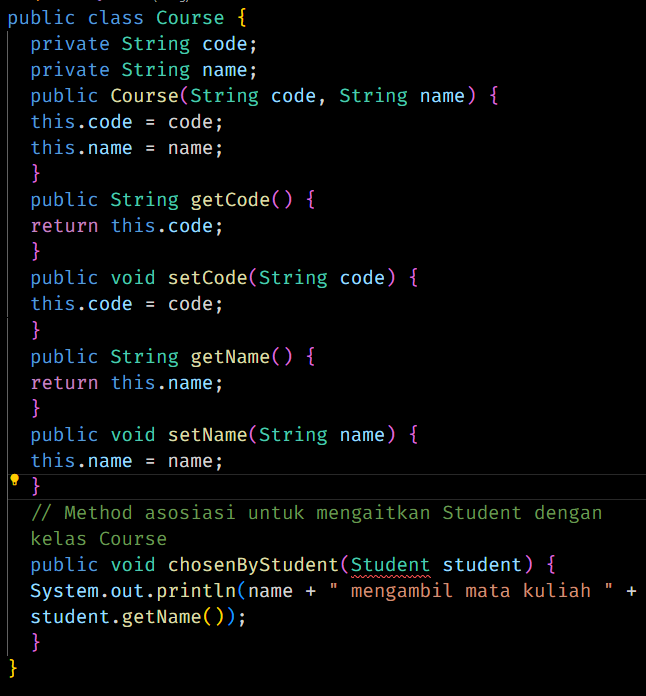 public class Course {
private String code;
private String name;
public Course(String code, String name) {
this.code = code;
this.name = name;
}
public String getCode() {
return this.code;
}
public void setCode(String code) {
this.code = code;
}
public String getName() {
return this.name;
}
public void setName(String name) {
this.name = name;
}
// Method asosiasi untuk mengaitkan Student dengan
kelas Course
public void chosenByStudent(Student student) {
System.out.println(name + " mengambil mata kuliah " +
student.getName());
}
}